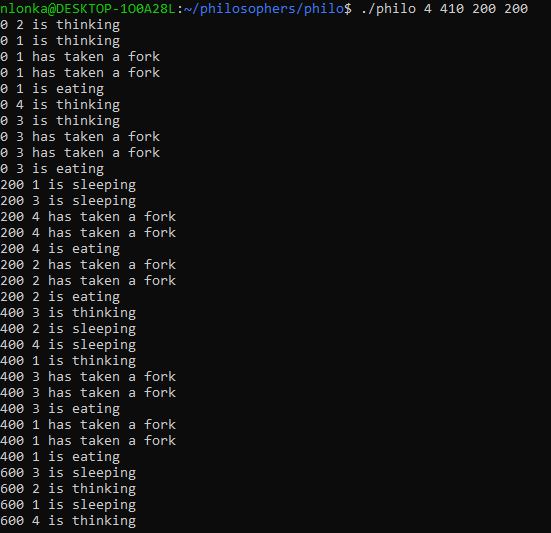 nlonka@DESKTOP-1O0A28L:~/philosophers/philo$ ./philo 4 410 200 200
0 2 is thinking
0 1 is thinking
0 1 has taken a fork
0 1 has taken a fork
0 1 is eating
0 4 is thinking
0 3 is thinking
0 3 has taken a fork
0 3 has taken a fork
0 3 is eating
200 1 is sleeping
200 3 is sleeping
200 4 has taken a fork
200 4 has taken a fork
200 4 is eating
200 2 has taken a fork
200 2 has taken a fork
200 2 is eating
400 3 is thinking
400 2 is sleeping
400 4 is sleeping
400 1 is thinking
400 3 has taken a fork
400 3 has taken a fork
400 3 is eating
400 1 has taken a fork
400 1 has taken a fork
400 1 is eating
600 3 is sleeping
600 2 is thinking
600 1 is sleeping
600 4 is thinking